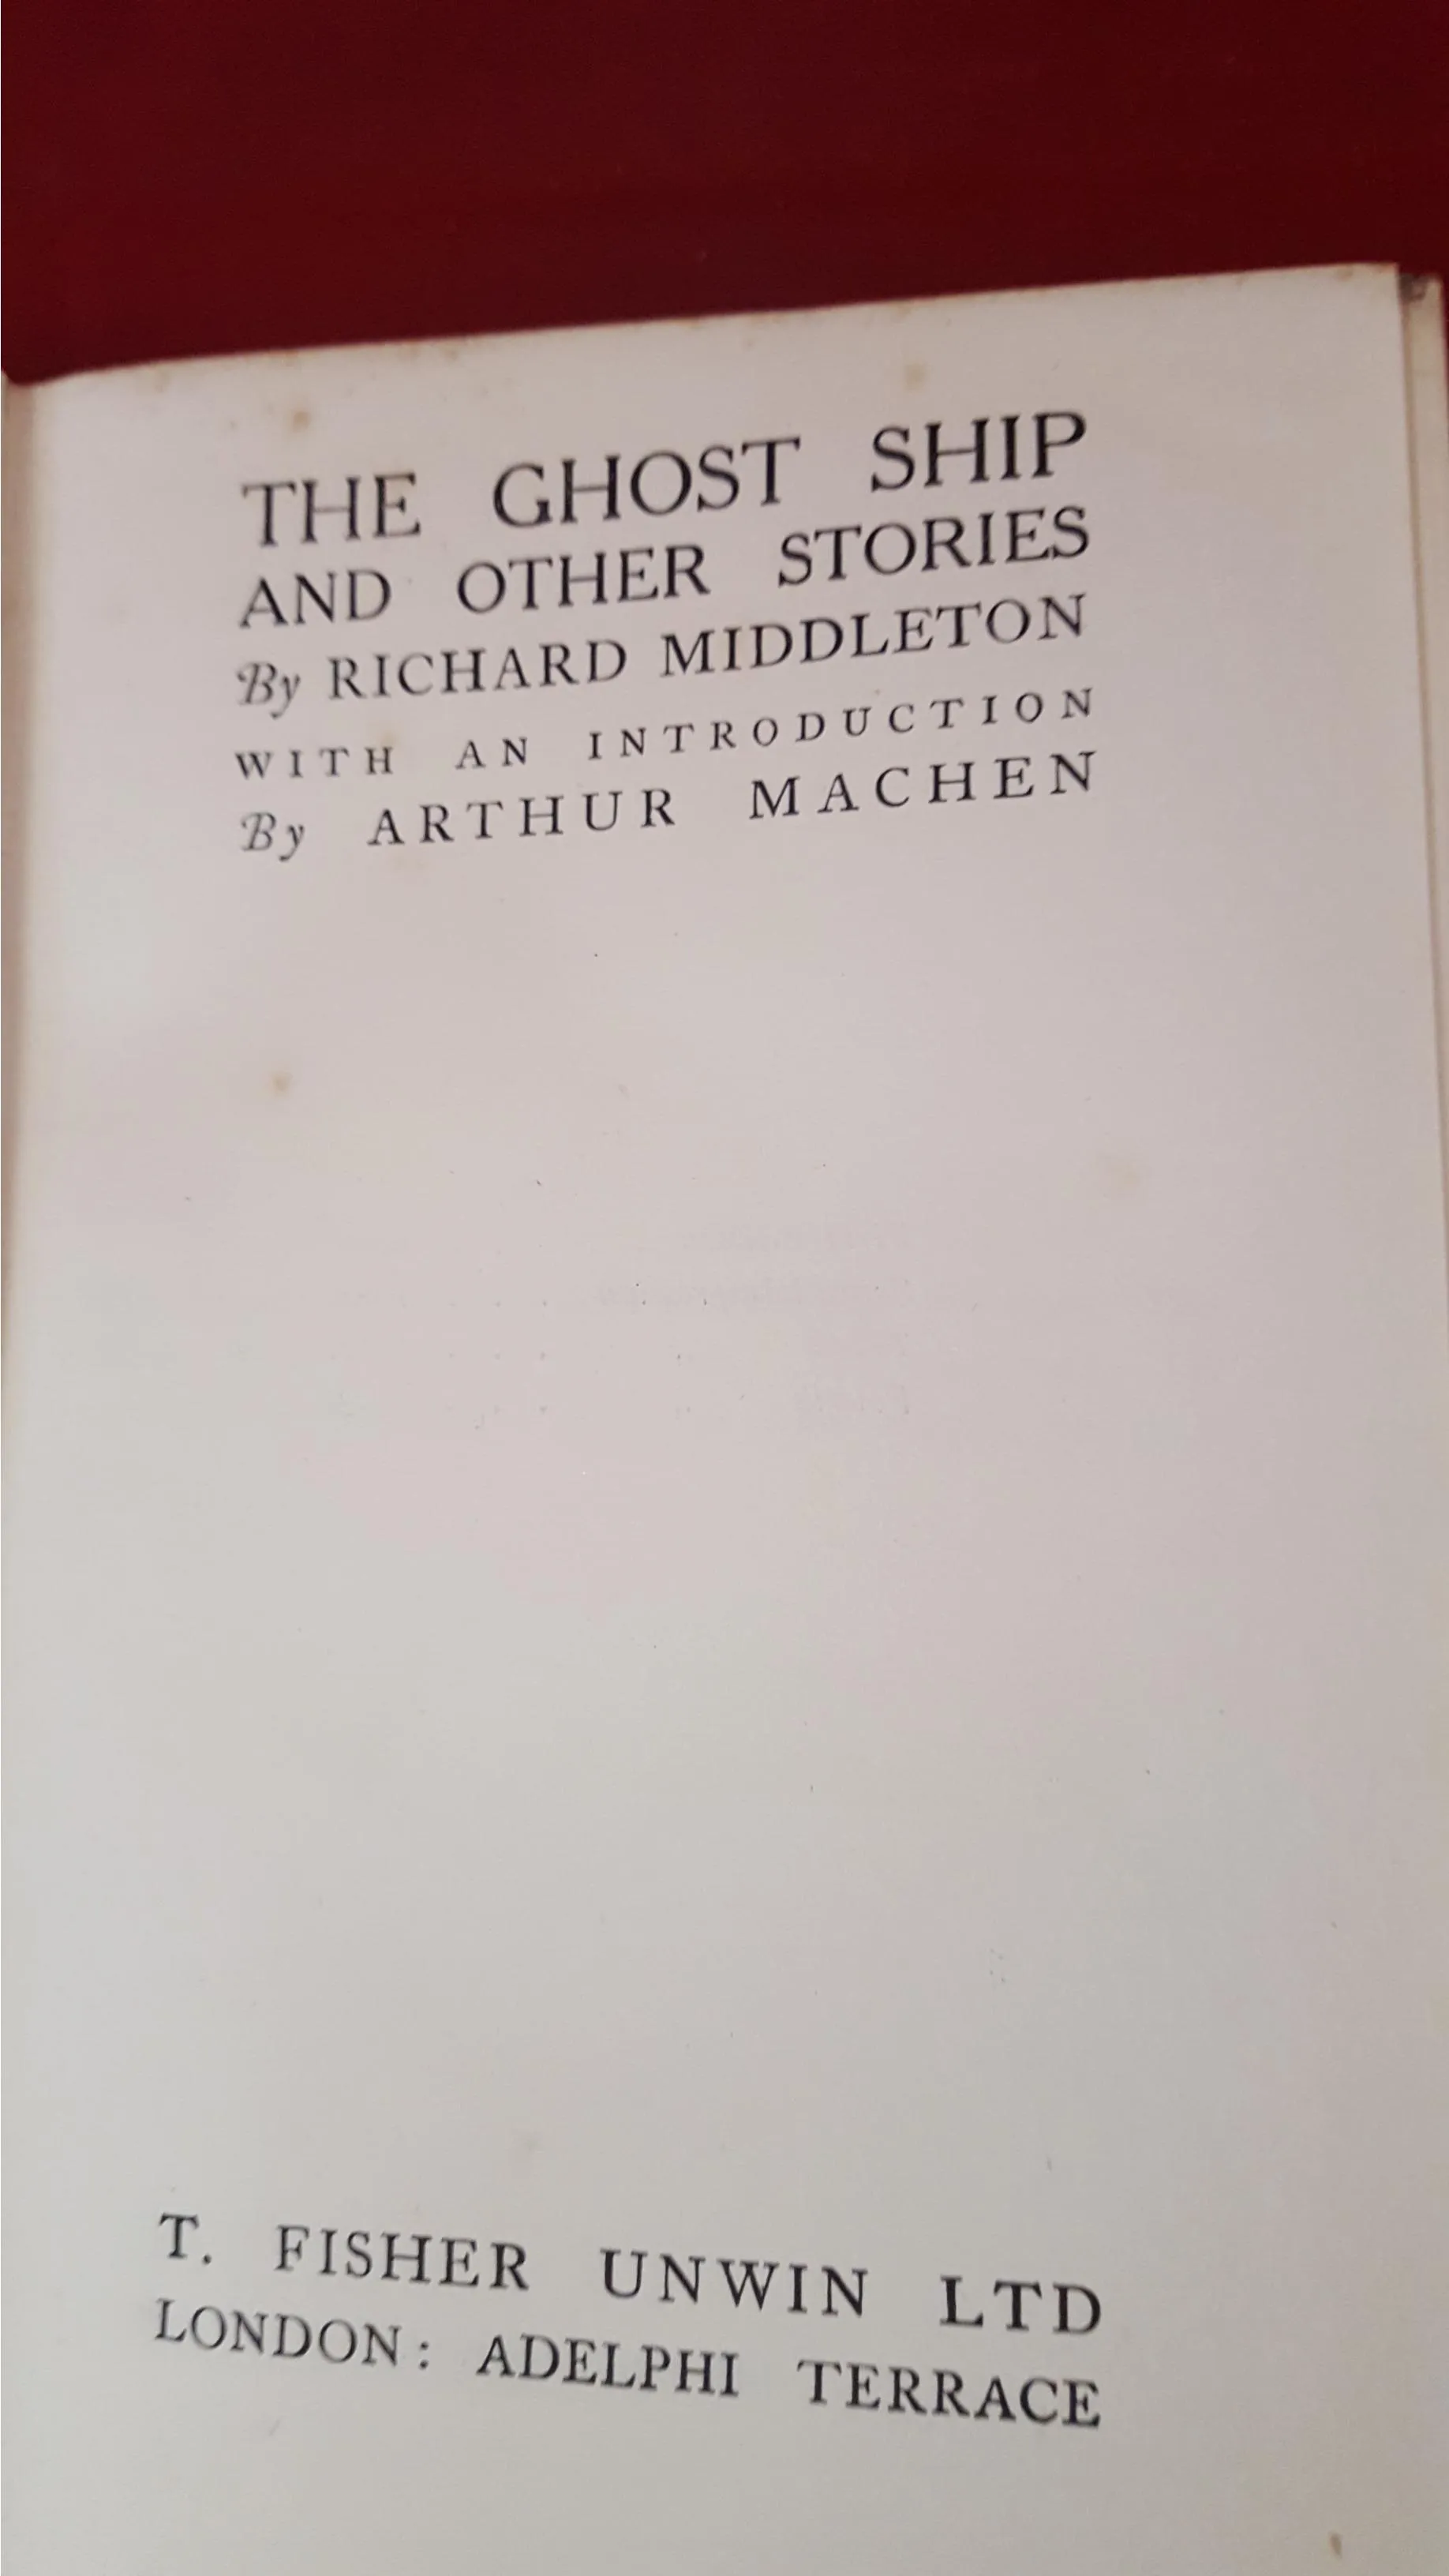 THE GHOST SHIP
AND OTHER STORIES
By RICHARD MIDDLETON
WITH AN INTRODUCTION
By ARTHUR MACHEN
T. FISHER UNWIN LTD
LONDON: ADELPHI TERRACE